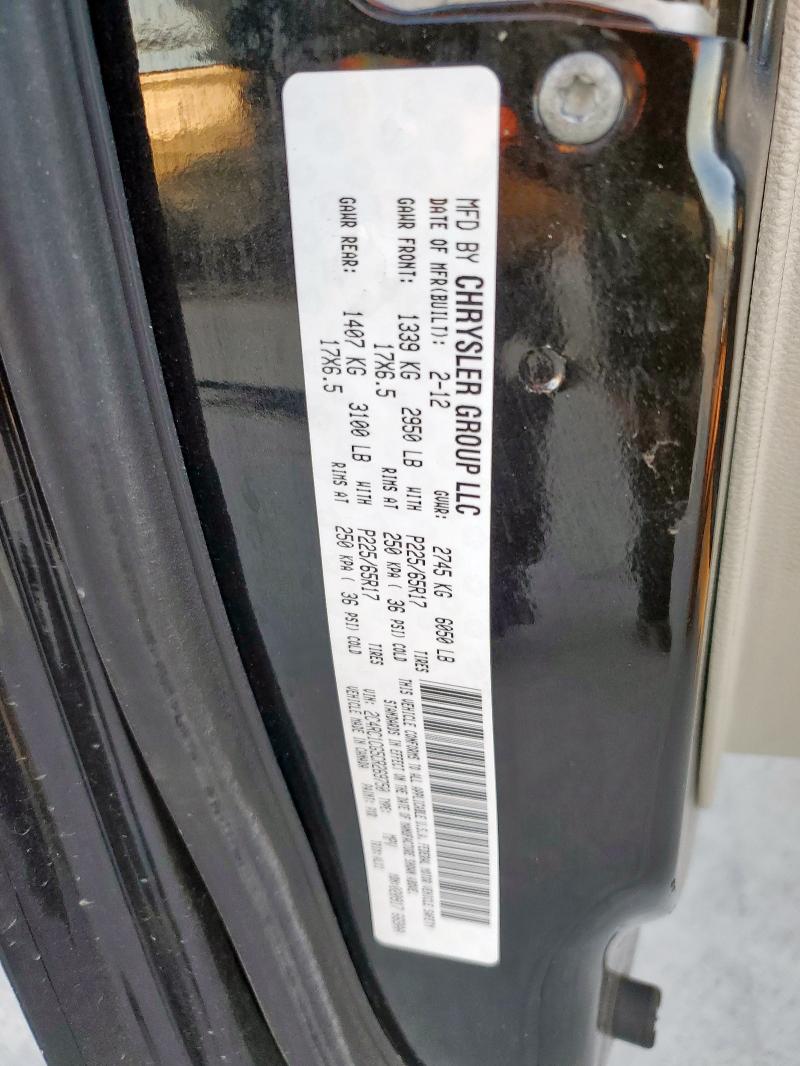 MFD BY CHRYSLER GROUP LLC
DATE OF MFR(BUILT): 2-12 GVWR: 2745 KG 6050 LB
GAWR FRONT: 1339 KG 2950 LB WITH P225/65R17 TIRES
17X6.5 RIMS AT 250 KPA ( 36 PSI) COLD
GAWR REAR: 1407 KG 3100 LB WITH P225/65R17 TIRES
17X6.5 RIMS AT 250 KPA ( 36 PSI) COLD
THIS VEHICLE CONFORMS TO ALL APPLICABLE U.S.A. FEDERAL MOTOR VEHICLE SAFETY
STANDARDS IN EFFECT ON THE DATE OF MANUFACTURE SHOWN ABOVE.
VIN: TYPE: MPV
VEHICLE MADE IN CANADA PAINT: